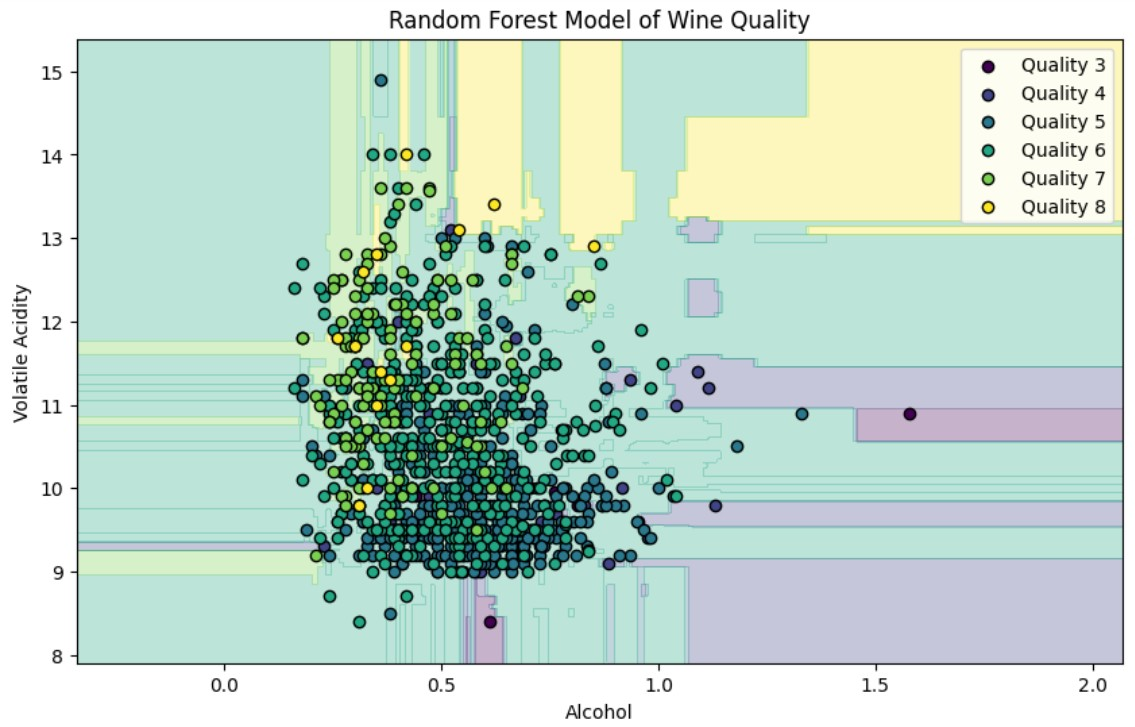 Random Forest Model of Wine Quality
Volatile Acidity
15
14
13
12
11
10
9
8
0.0 0.5 1.0 1.5 2.0
Alcohol
Quality 3
Quality 4
Quality 5
Quality 6
Quality 7
Quality 8